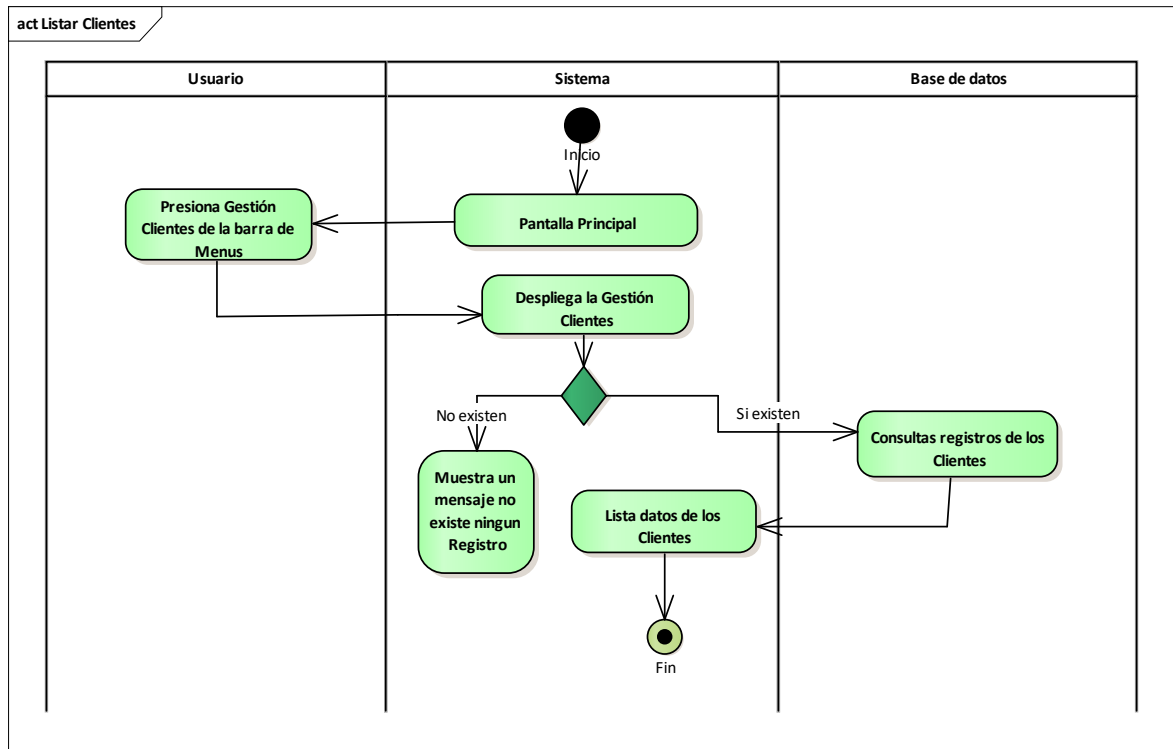 act Listar Clientes
Usuario
Sistema
Base de datos
Inicio
Pantalla Principal
Presiona Gestión
Clientes de la barra de
Menus
Despliega la Gestión
Clientes
No existen
Si existen
Consultas registros de los
Clientes
Muestra un
mensaje no
existe ningun
Registro
Lista datos de los
Clientes
Fin